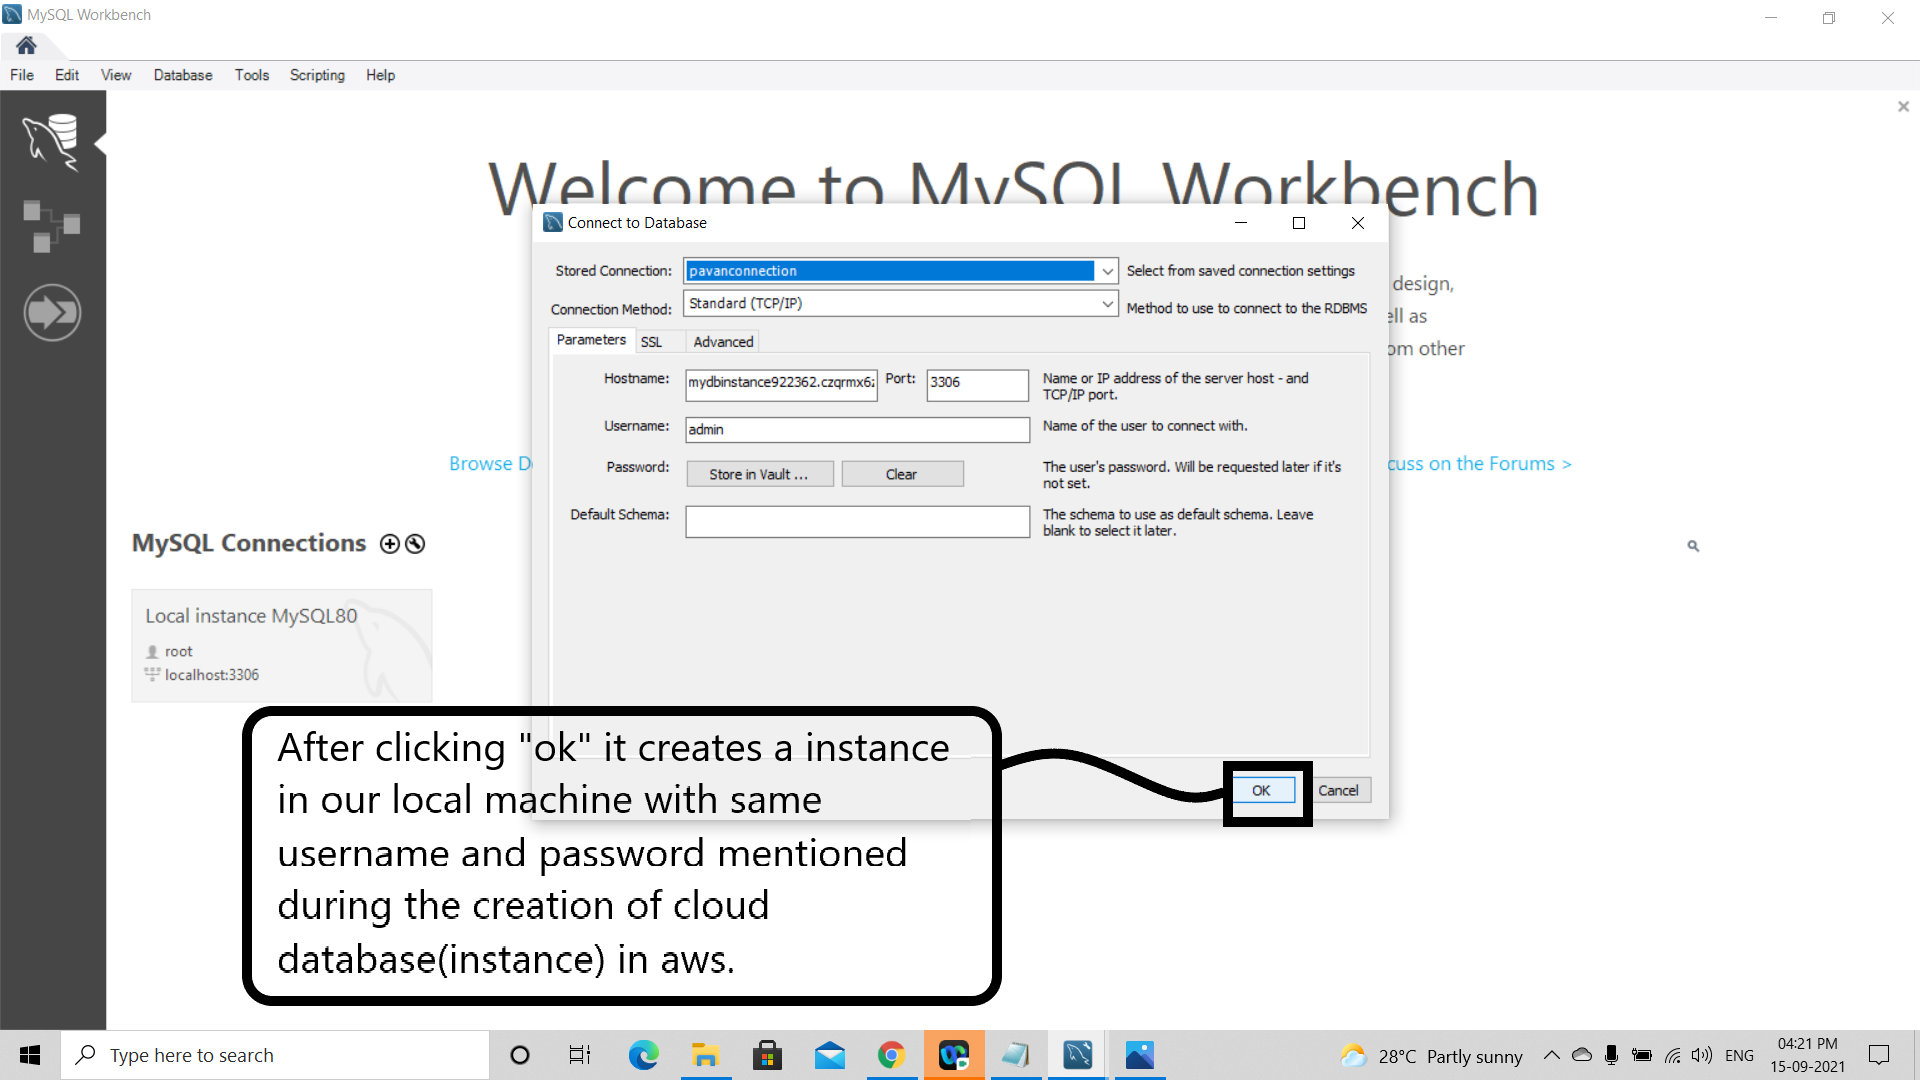 MySQL Workbench
File Edit View Database Tools Scripting Help
Welcome to MySQL Workbench
Connect to Database
Stored Connection: pavanconnection Select from saved connection settings
Connection Method: Standard (TCP/IP) Method to use to connect to the RDBMS
Parameters SSL Advanced
Hostname: mydbinstance922362.czqrmx6 Port: 3306 Name or IP address of the server host - and
TCP/IP port.
Username: admin Name of the user to connect with.
Password: Store in Vault ... Clear The user's password. Will be requested later if it's
not set.
Default Schema: The schema to use as default schema. Leave
blank to select it later.
OK Cancel
design,
ell as
om other
Browse D
cuss on the Forums >
MySQL Connections
Local instance MySQL80
root
localhost:3306
After clicking "ok" it creates a instance
in our local machine with same
username and password mentioned
during the creation of cloud
database(instance) in aws.
Type here to search
28°C Partly sunny
ENG
04:21 PM
15-09-2021